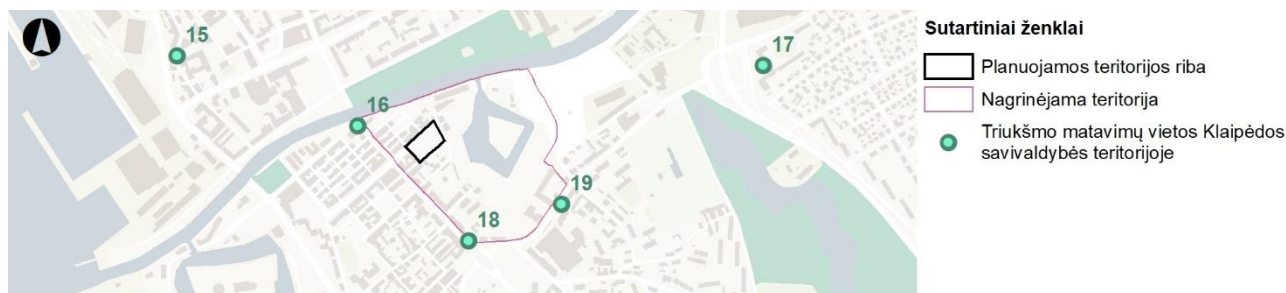 15
17
16
19
18
Sutartiniai ženklai
Planuojamos teritorijos riba
Nagrinėjama teritorija
Triukšmo matavimų vietos Klaipėdos
savivaldybės teritorijoje